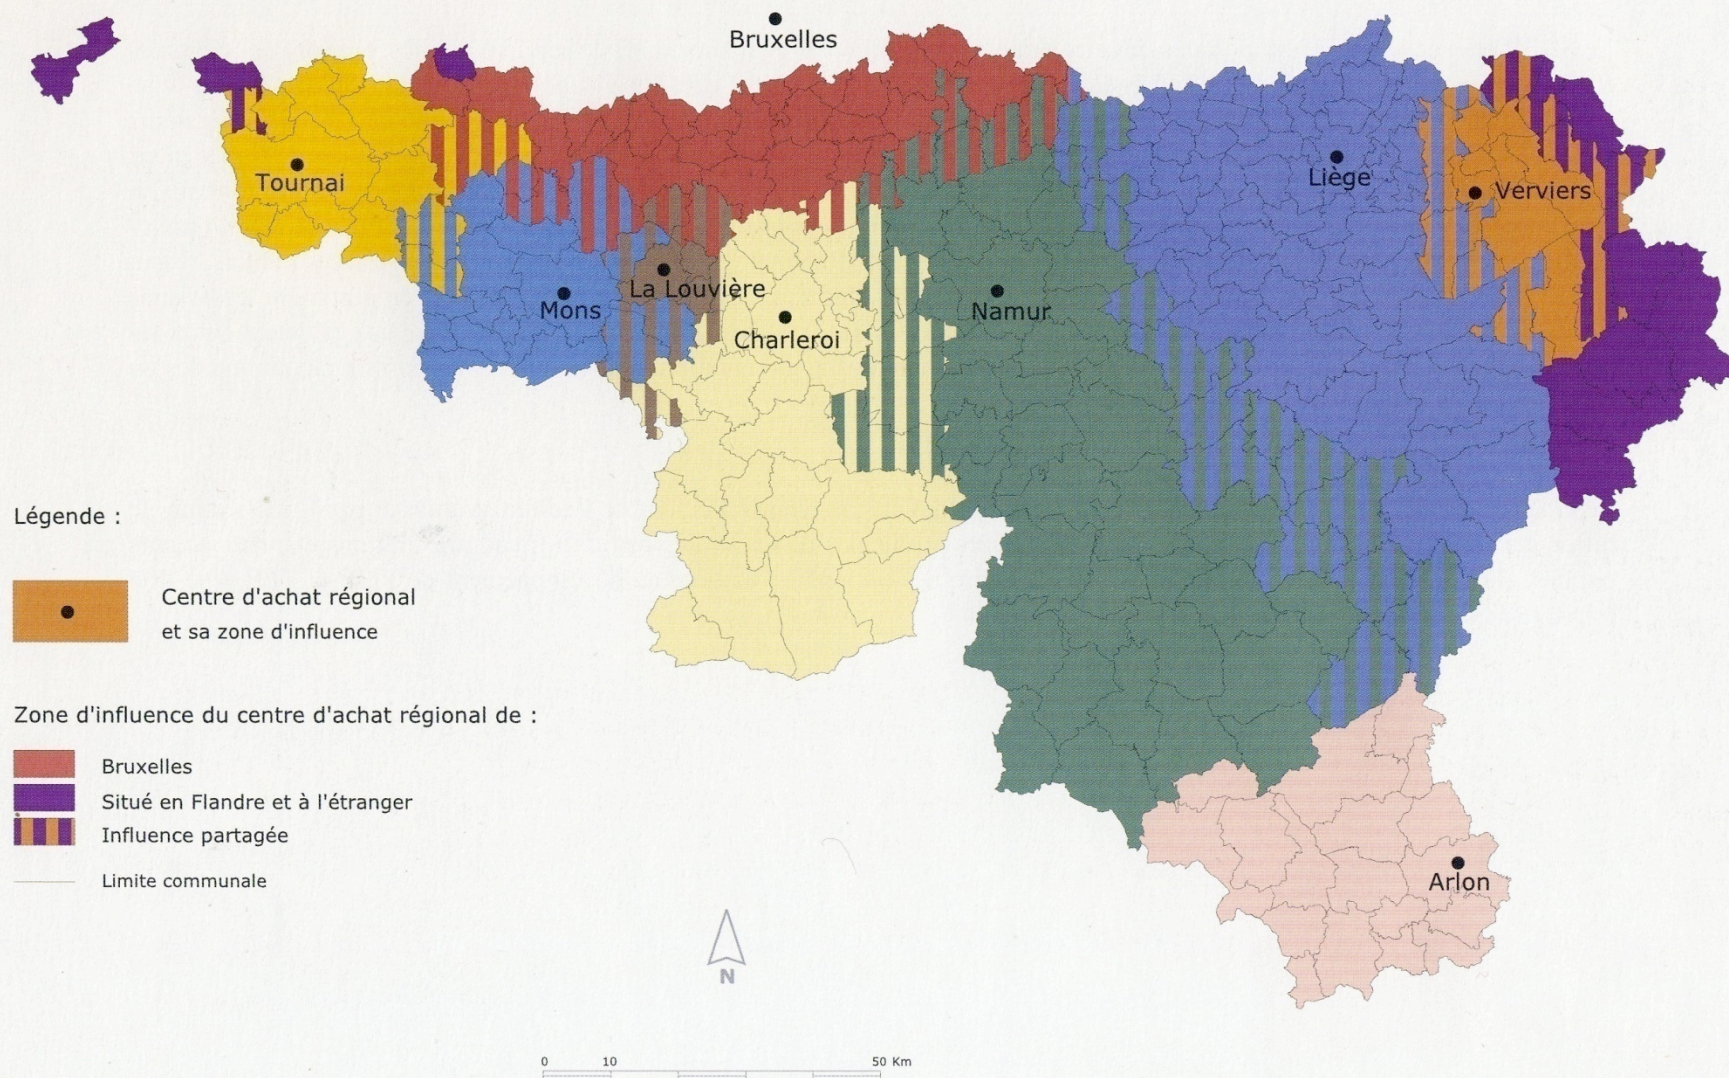 Bruxelles
Tournai
Liège
Verviers
La Louvière
Mons
Namur
Charleroi
Légende :
Centre d'achat régional
et sa zone d'influence
Zone d'influence du centre d'achat régional de :
Bruxelles
Situé en Flandre et à l'étranger
Influence partagée
Limite communale
Arlon
N
0 10 50 Km